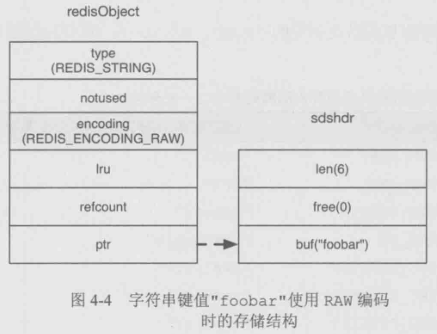 redisObject
type
(REDIS_STRING)
notused
encoding
(REDIS_ENCODING_RAW)
lru
refcount
ptr
sdshdr
len(6)
free(0)
buf("foobar")
图 4-4 字符串键值"foobar"使用 RAW 编码
时的存储结构